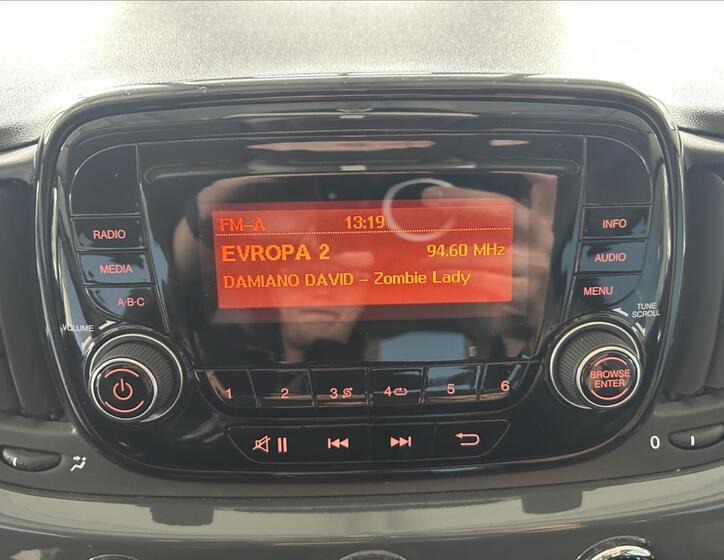 FM-A 13:19
EVROPA 2 94.60 MHz
DAMIANO DAVID - Zombie Lady
RADIO
MEDIA
A·B·C
VOLUME
INFO
AUDIO
MENU
TUNE
SCROLL
BROWSE
ENTER
1 2 3 4 5 6
0